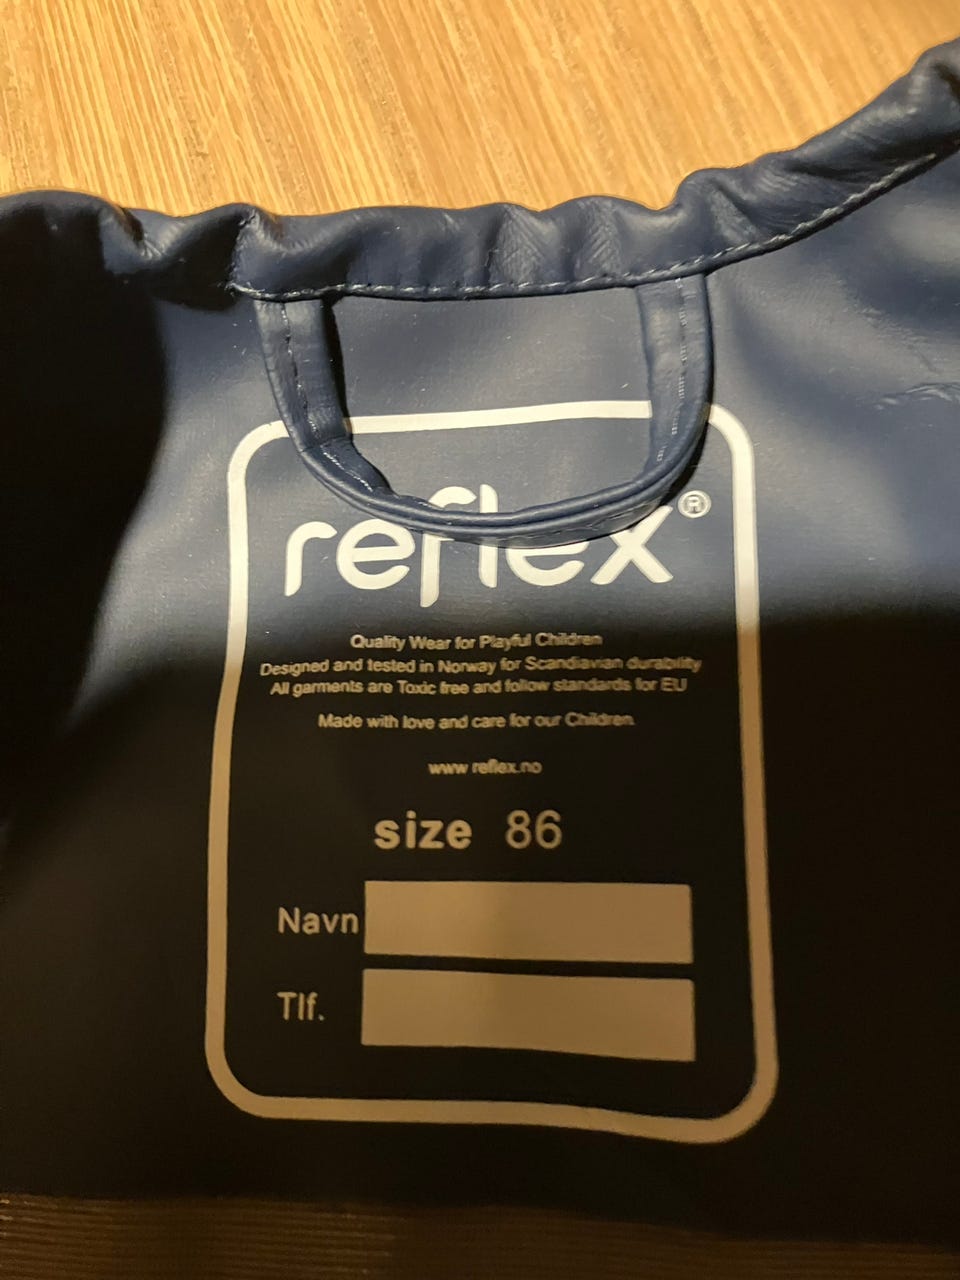 reflex®
Quality Wear for Playful Children
Designed and tested in Norway for Scandiavian durability
All garments are Toxic free and follow standards for EU
Made with love and care for our Children.
www.reflex.no
size 86
Navn
Tlf.